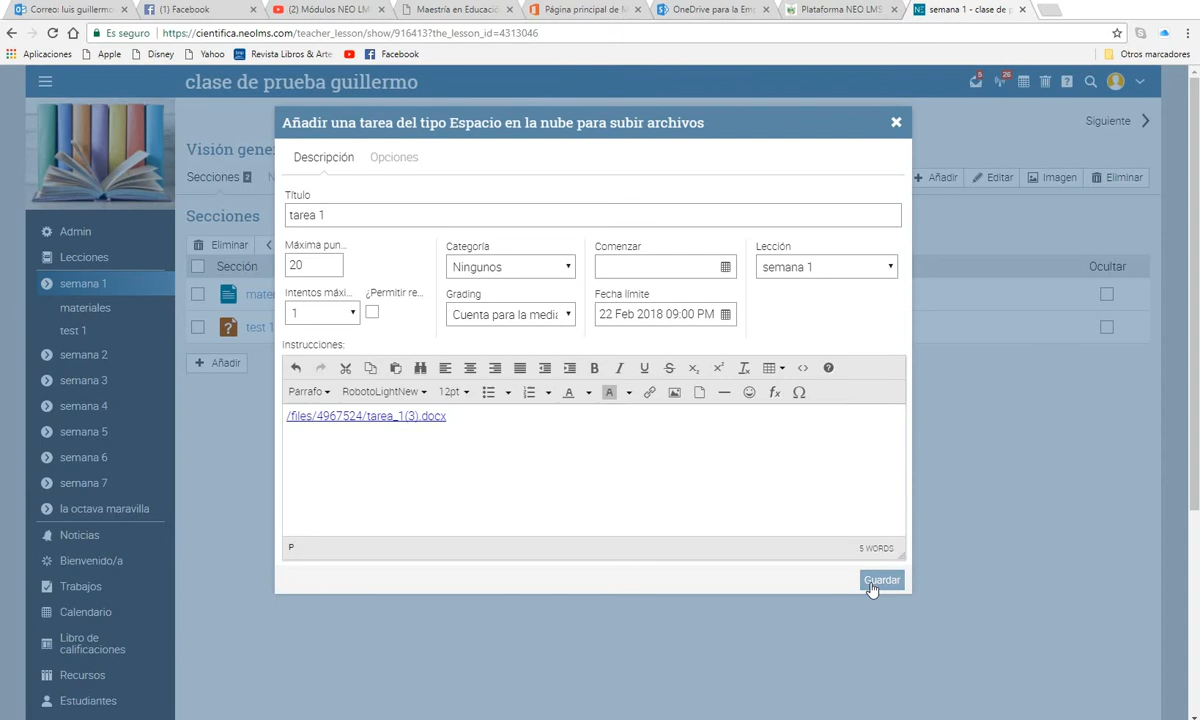 Correo: luis guillermo
(1) Facebook
(2) Módulos NEO LM
Maestría en Educació
Página principal de M
OneDrive para la Emp
Plataforma NEO LMS
semana 1 - clase de p
Es seguro
https://cientifica.neolms.com/teacher_lesson/show/916413?the_lesson_id=4313046
Aplicaciones
Apple
Disney
Yahoo
Revista Libros & Arte
Facebook
Otros marcadores
clase de prueba guillermo
5
26
Añadir una tarea del tipo Espacio en la nube para subir archivos
Siguiente
Visión gene
Descripción
Opciones
Secciones 2
Añadir
Editar
Imagen
Eliminar
Título
tarea 1
Secciones
Admin
Eliminar
Máxima pun...
Categoría
Comenzar
Lección
Lecciones
Sección
20
Ningunos
semana 1
Ocultar
semana 1
mate
Intentos máxi...
¿Permitir re...
Grading
Fecha límite
materiales
1
Cuenta para la media
22 Feb 2018 09:00 PM
test 1
test 1
Instrucciones:
semana 2
Añadir
semana 3
Parrafo
RobotoLightNew
12pt
semana 4
/files/4967524/tarea_1(3).docx
semana 5
semana 6
semana 7
la octava maravilla
Noticias
P
5 WORDS
Bienvenido/a
Guardar
Trabajos
Calendario
Libro de
calificaciones
Recursos
Estudiantes